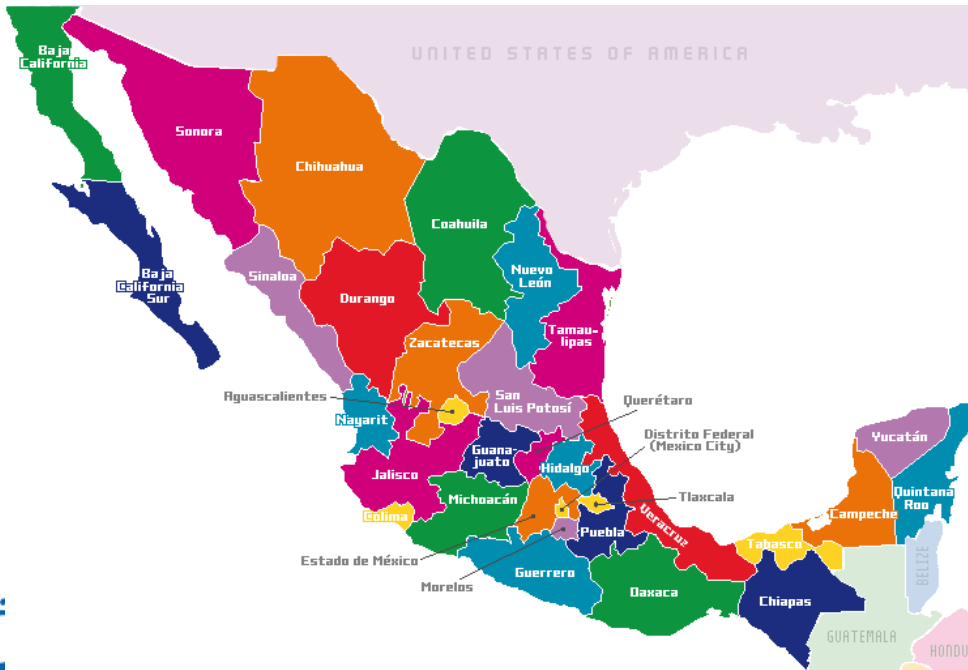 UNITED STATES OF AMERICA
Baja
California
Sonora
Chihuahua
Coahuila
Sinaloa
Baja
California
Sur
Durango
Nuevo
León
Tamau-
lipas
Zacatecas
Aguascalientes
San
Luis Potosí
Querétaro
Nayarit
Distrito Federal
(Mexico City)
Guana-
juato
Hidalgo
Yucatán
Jalisco
Michoacán
Tlaxcala
Quintana
Roo
Campeche
Colima
Veracruz
Puebla
Tabasco
Estado de México
Guerrero
Morelos
Oaxaca
Chiapas
BELIZE
GUATEMALA
HONDU